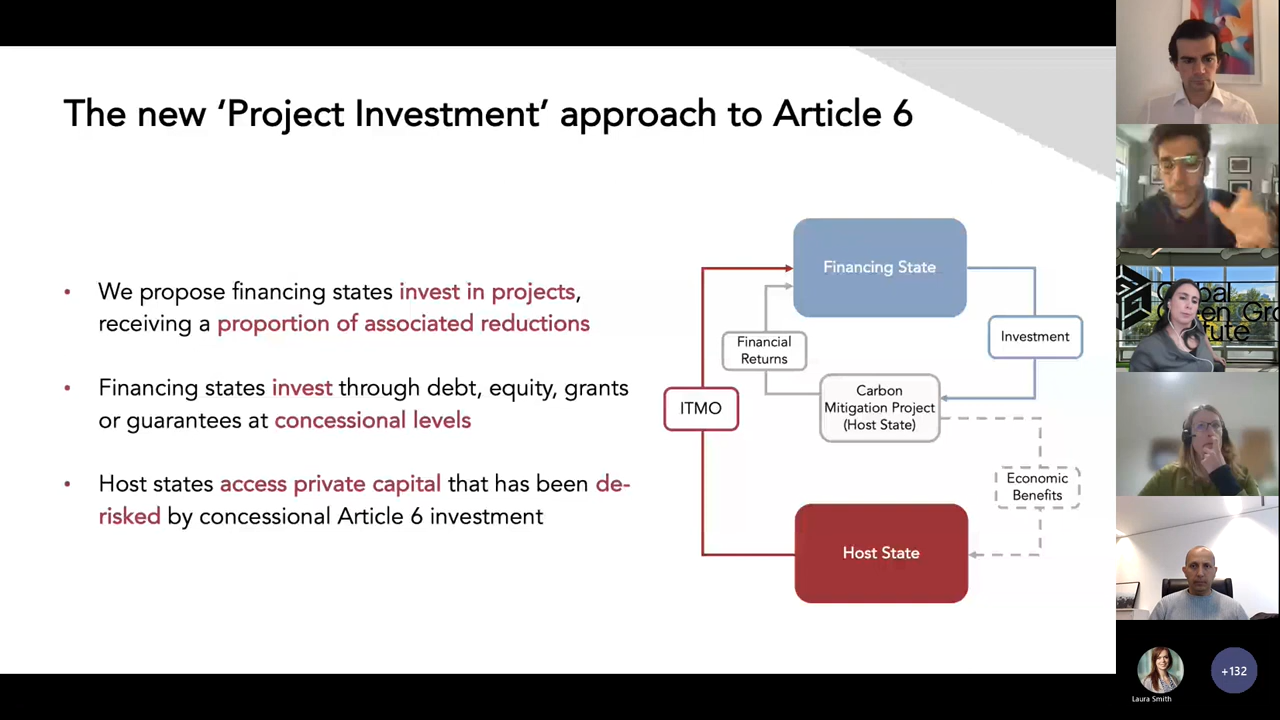 The new ‘Project Investment’ approach to Article 6
• We propose financing states invest in projects,
receiving a proportion of associated reductions
• Financing states invest through debt, equity, grants
or guarantees at concessional levels
• Host states access private capital that has been de-
risked by concessional Article 6 investment
Financing State
Financial
Returns
Investment
ITMO
Carbon
Mitigation Project
(Host State)
Economic
Benefits
Host State
Laura Smith
+132